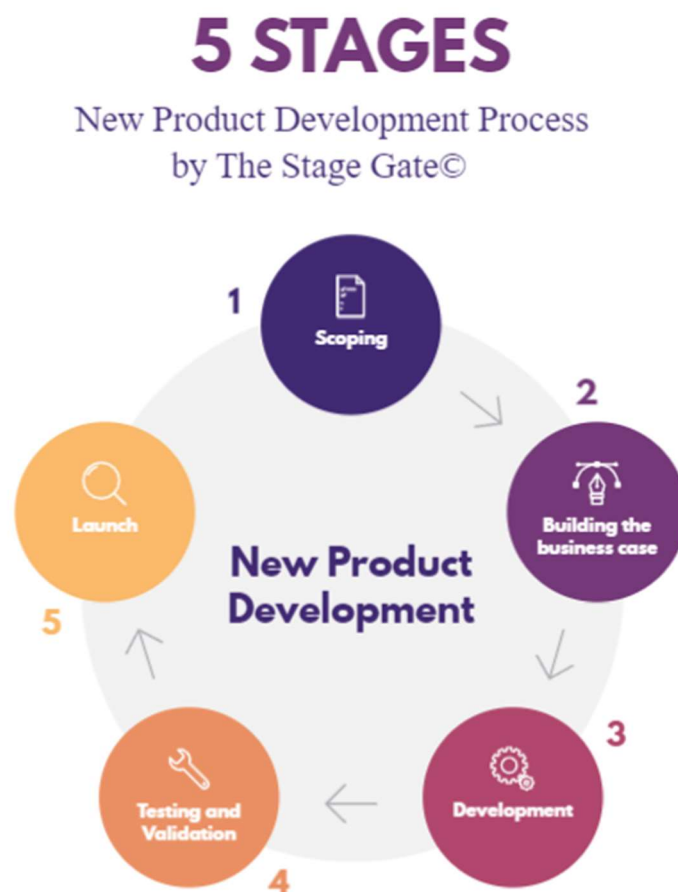 5 STAGES
New Product Development Process
by The Stage Gate©
1
Scoping
2
Building the
business case
3
Development
4
Testing and
Validation
5
Launch
New Product
Development